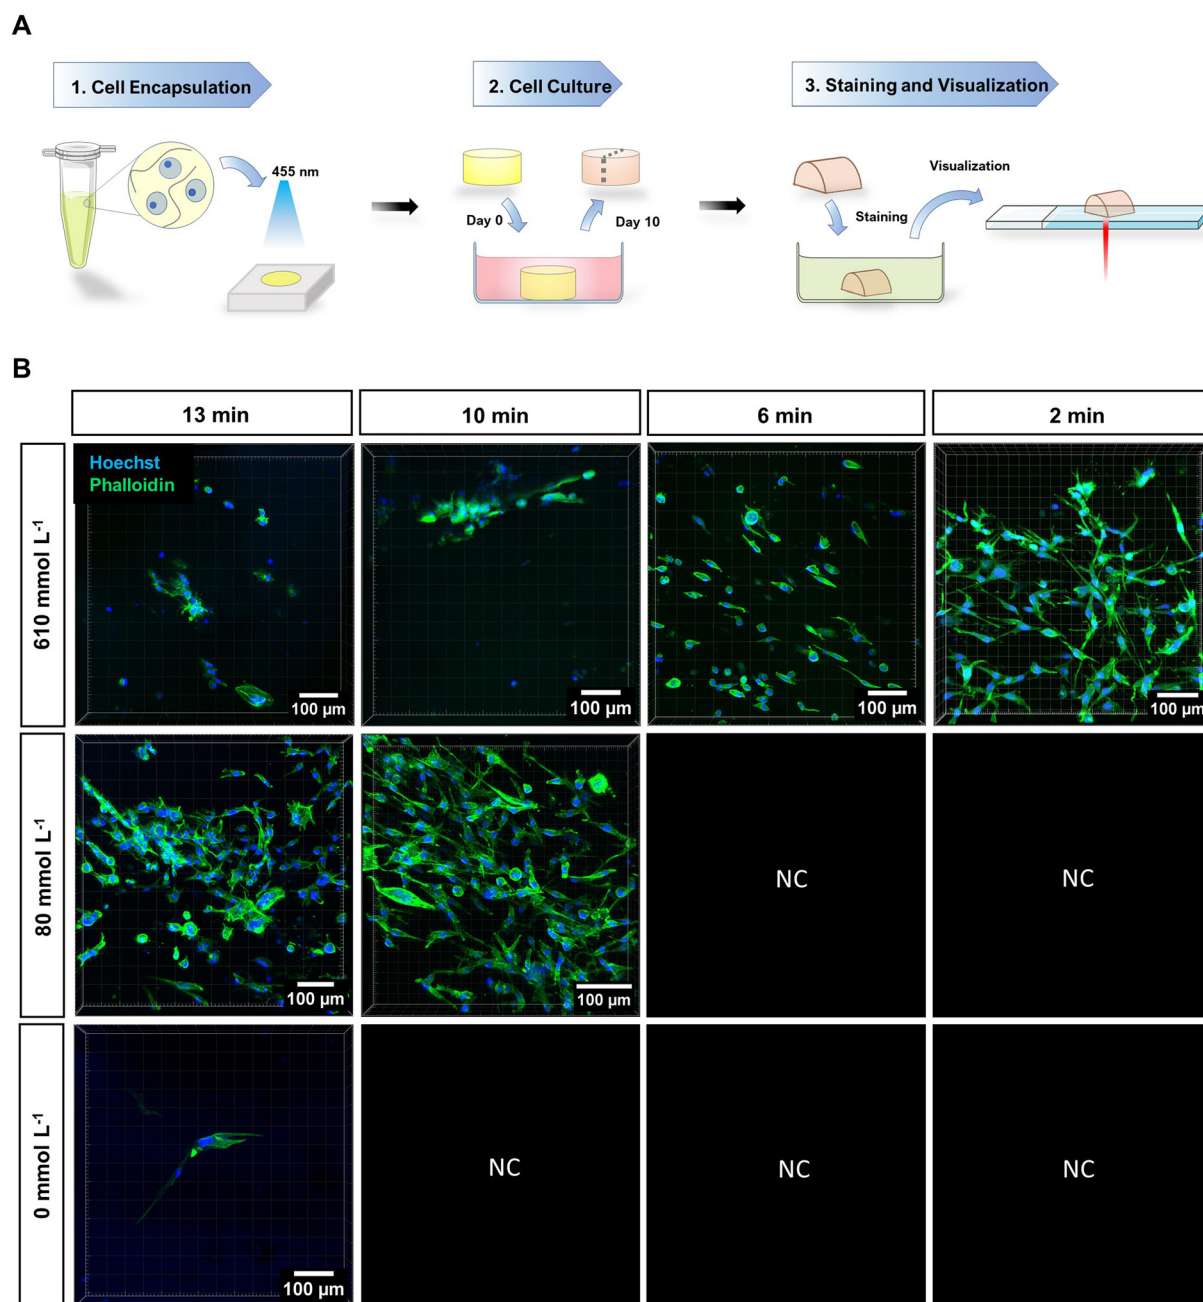 A
1. Cell Encapsulation
2. Cell Culture
3. Staining and Visualization
455 nm
Day 0
Day 10
Staining
Visualization
B
13 min
10 min
6 min
2 min
610 mmol L⁻¹
Hoechst
Phalloidin
100 µm
100 µm
100 µm
100 µm
80 mmol L⁻¹
100 µm
100 µm
NC
NC
0 mmol L⁻¹
100 µm
NC
NC
NC